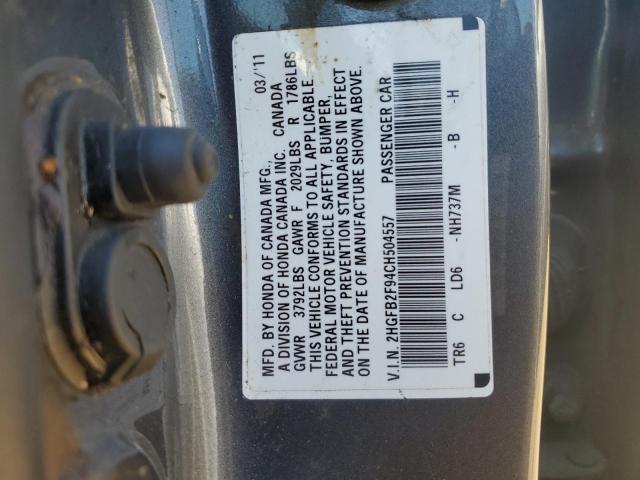 MFD. BY HONDA OF CANADA MFG., 03/'11
A DIVISION OF HONDA CANADA INC. CANADA
GVWR 3792LBS GAWR F 2029LBS R 1786LBS
THIS VEHICLE CONFORMS TO ALL APPLICABLE
FEDERAL MOTOR VEHICLE SAFETY, BUMPER,
AND THEFT PREVENTION STANDARDS IN EFFECT
ON THE DATE OF MANUFACTURE SHOWN ABOVE.
V.I.N. 2HGFB2F94CH504557 PASSENGER CAR
TR6 C LD6 -NH737M -B -H